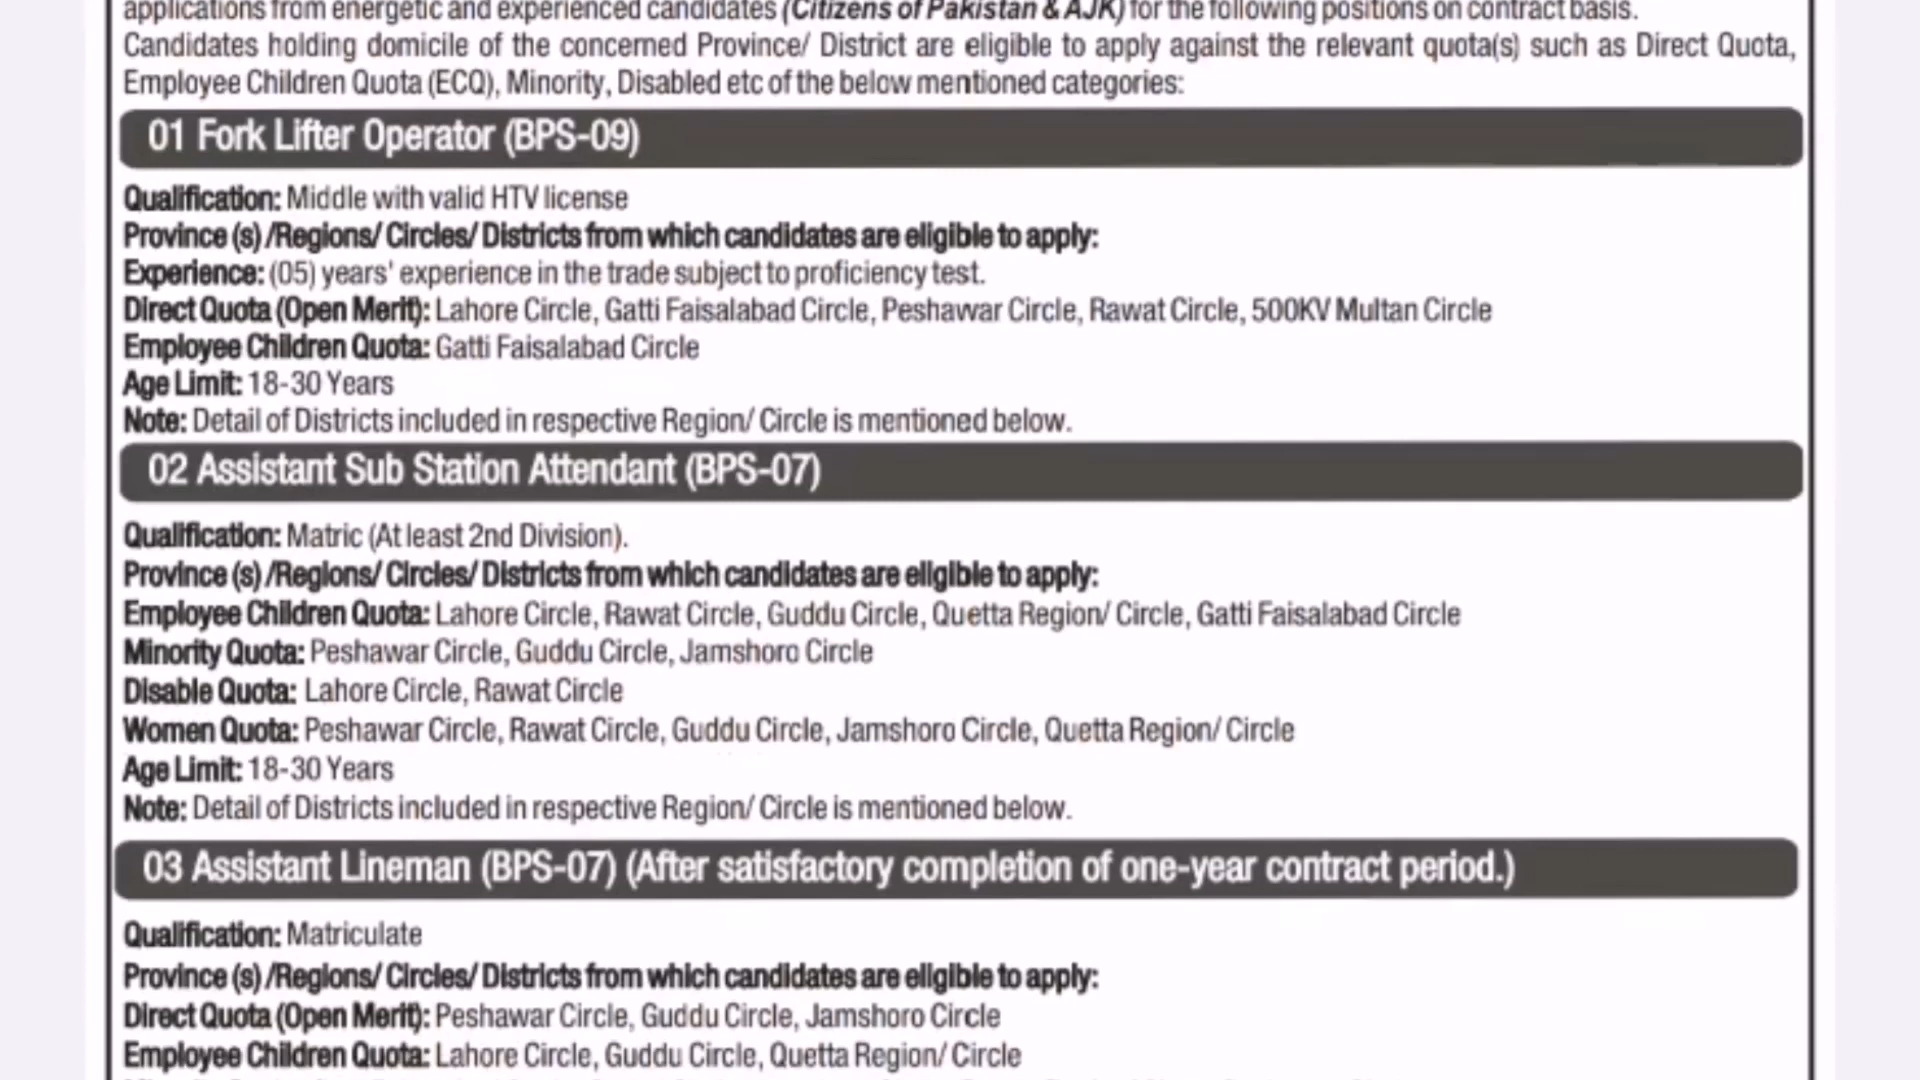 applications from energetic and experienced candidates (Citizens of Pakistan & AJK) for the following positions on contract basis.
Candidates holding domicile of the concerned Province/ District are eligible to apply against the relevant quota(s) such as Direct Quota,
Employee Children Quota (ECQ), Minority, Disabled etc of the below mentioned categories:
01 Fork Lifter Operator (BPS-09)
Qualification: Middle with valid HTV license
Province (s) /Regions/ Circles/ Districts from which candidates are eligible to apply:
Experience: (05) years' experience in the trade subject to proficiency test.
Direct Quota (Open Merit): Lahore Circle, Gatti Faisalabad Circle, Peshawar Circle, Rawat Circle, 500KV Multan Circle
Employee Children Quota: Gatti Faisalabad Circle
Age Limit: 18-30 Years
Note: Detail of Districts included in respective Region/ Circle is mentioned below.
02 Assistant Sub Station Attendant (BPS-07)
Qualification: Matric (At least 2nd Division).
Province (s) /Regions/ Circles/ Districts from which candidates are eligible to apply:
Employee Children Quota: Lahore Circle, Rawat Circle, Guddu Circle, Quetta Region/ Circle, Gatti Faisalabad Circle
Minority Quota: Peshawar Circle, Guddu Circle, Jamshoro Circle
Disable Quota: Lahore Circle, Rawat Circle
Women Quota: Peshawar Circle, Rawat Circle, Guddu Circle, Jamshoro Circle, Quetta Region/ Circle
Age Limit: 18-30 Years
Note: Detail of Districts included in respective Region/ Circle is mentioned below.
03 Assistant Lineman (BPS-07) (After satisfactory completion of one-year contract period.)
Qualification: Matriculate
Province (s) /Regions/ Circles/ Districts from which candidates are eligible to apply:
Direct Quota (Open Merit): Peshawar Circle, Guddu Circle, Jamshoro Circle
Employee Children Quota: Lahore Circle, Guddu Circle, Quetta Region/ Circle